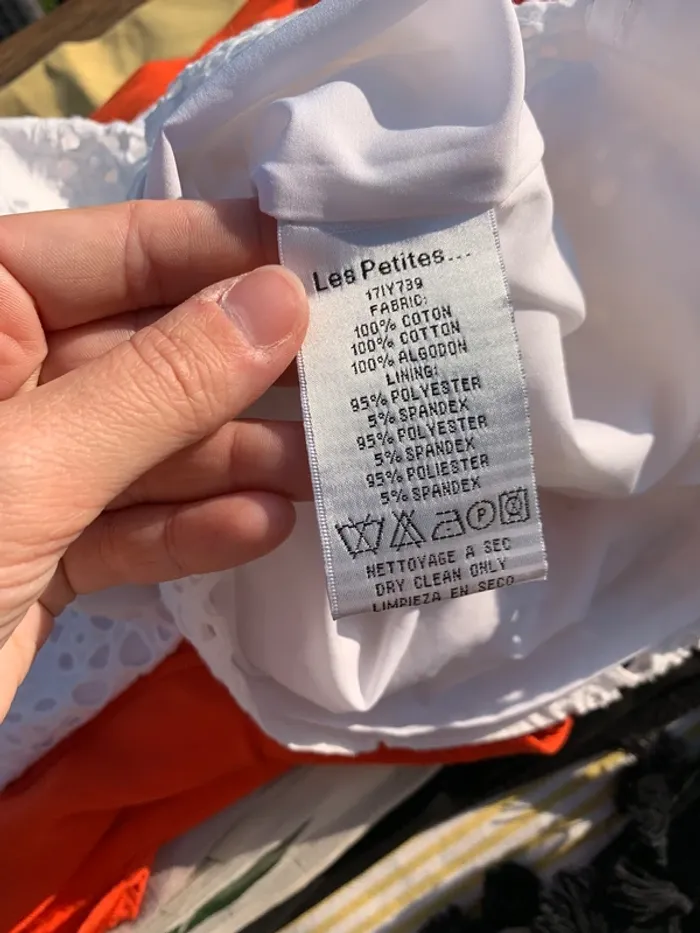 Les Petites...
17IY739
FABRIC:
100% COTON
100% COTTON
100% ALGODON
LINING:
95% POLYESTER
5% SPANDEX
95% POLYESTER
5% SPANDEX
95% POLIESTER
5% SPANDEX
P
NETTOYAGE A SEC
DRY CLEAN ONLY
LIMPIEZA EN SECO